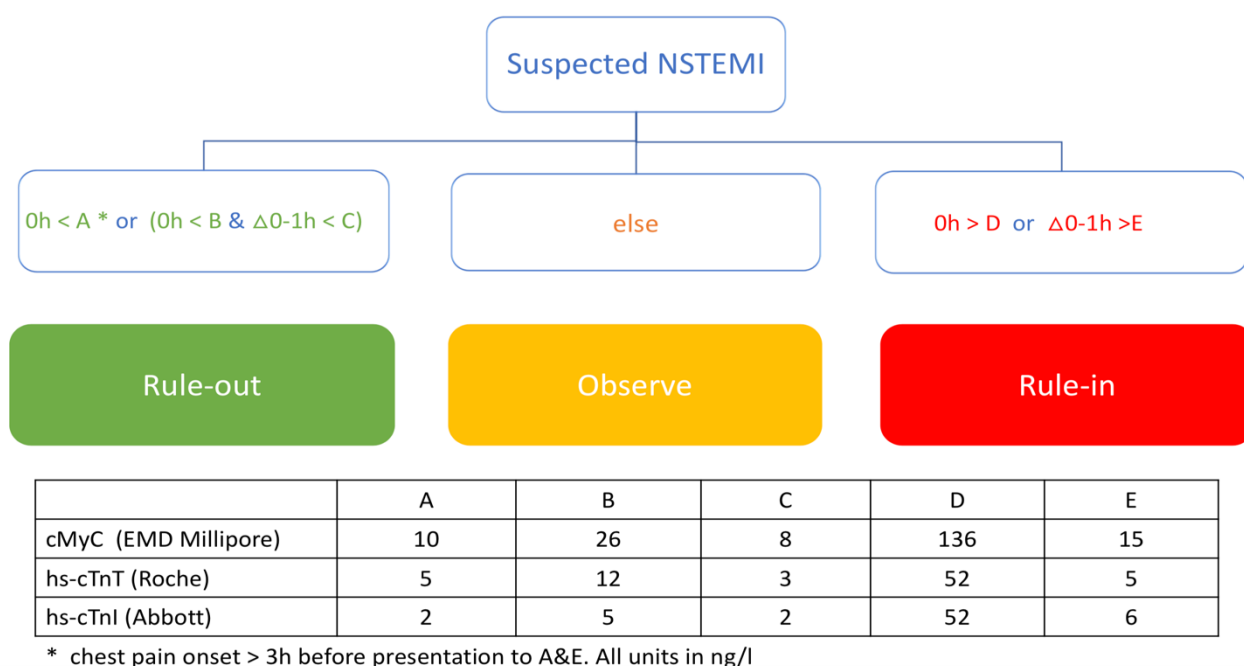 Suspected NSTEMI
0h < A * or (0h < B & △0-1h < C)
else
0h > D or △0-1h >E
Rule-out
Observe
Rule-in
A B C D E
cMyC (EMD Millipore) 10 26 8 136 15
hs-cTnT (Roche) 5 12 3 52 5
hs-cTnI (Abbott) 2 5 2 52 6
* chest pain onset > 3h before presentation to A&E. All units in ng/l